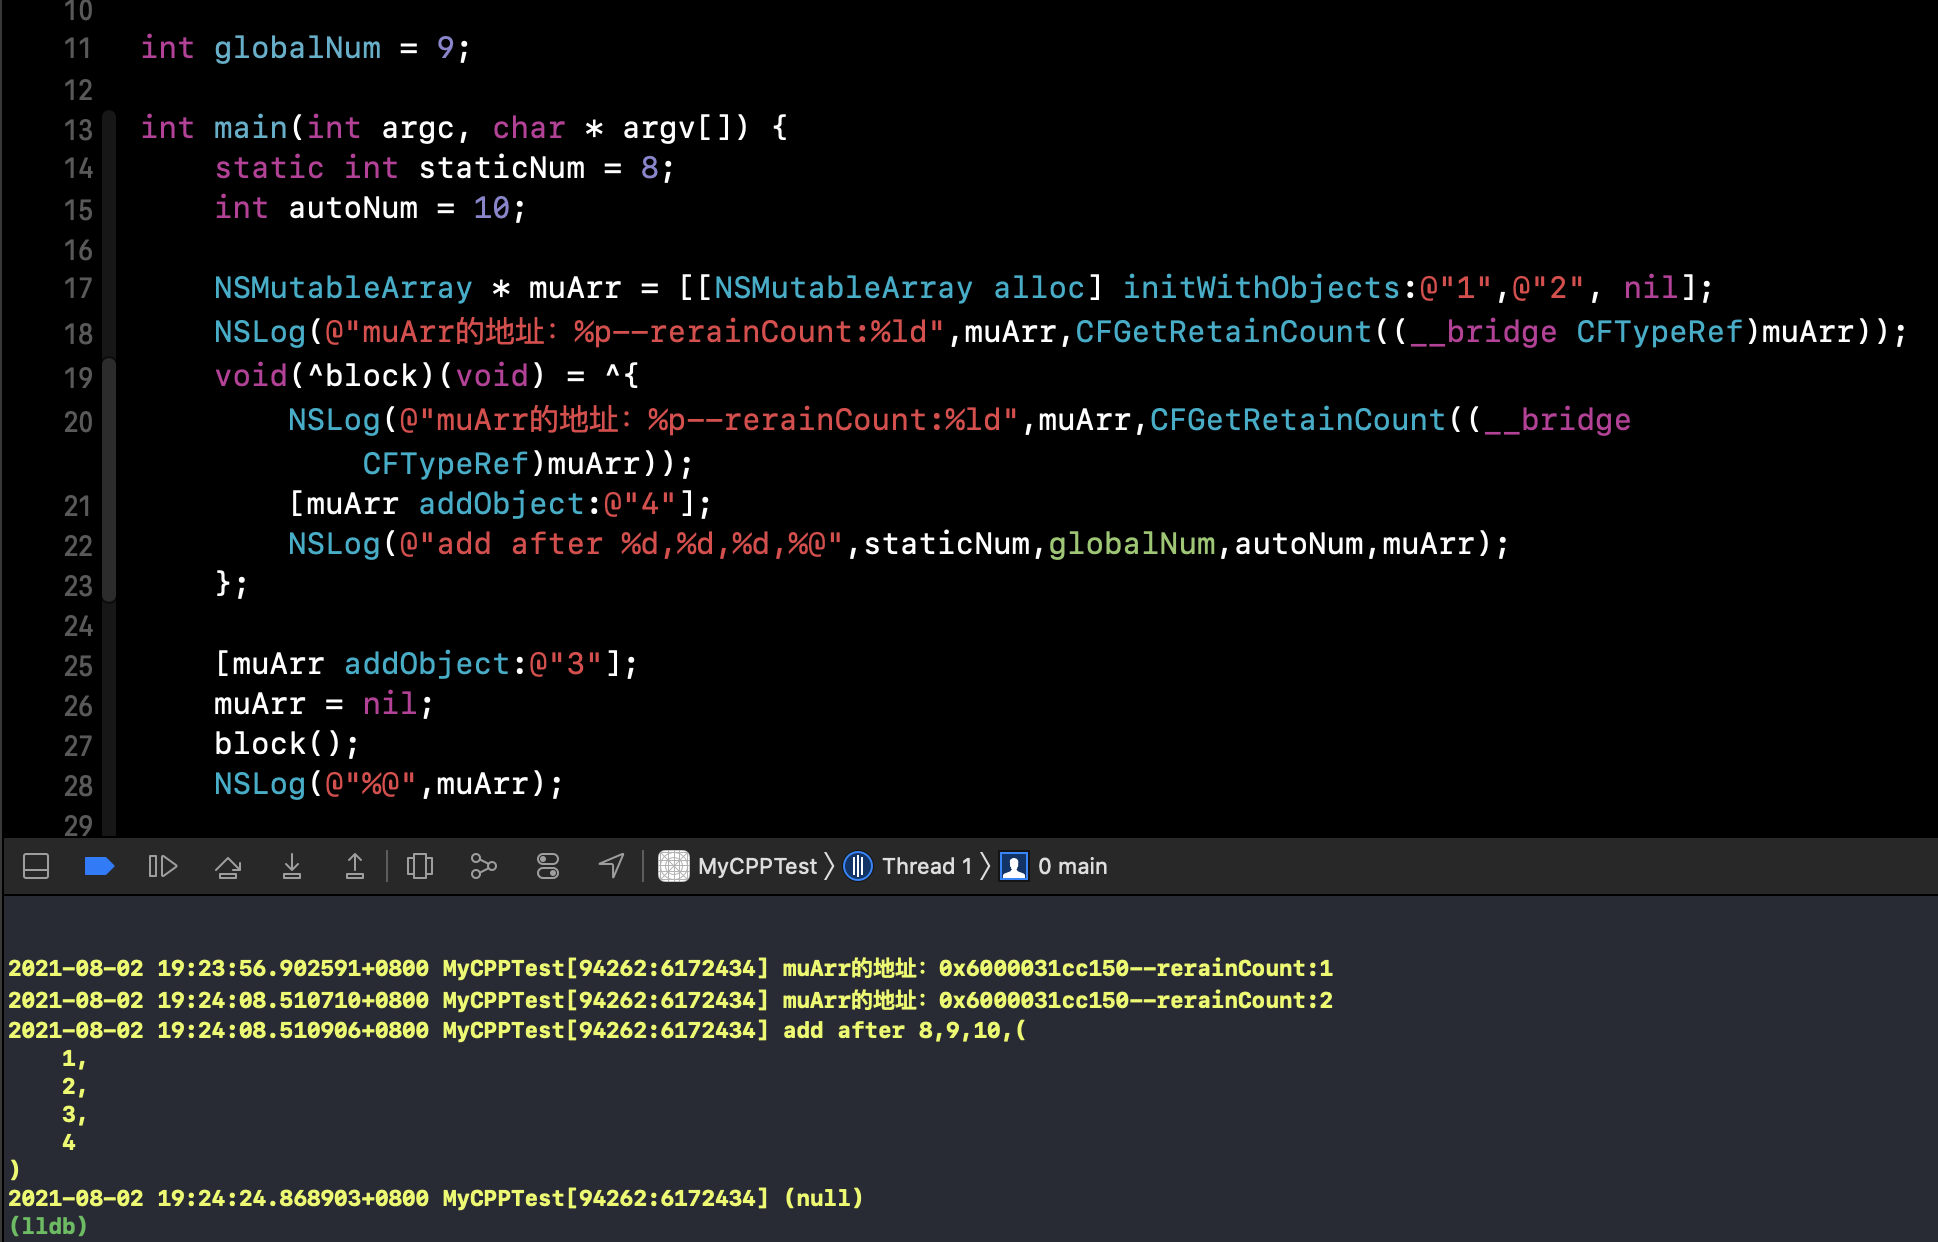 10
11 int globalNum = 9;
12
13 int main(int argc, char * argv[]) {
14 static int staticNum = 8;
15 int autoNum = 10;
16
17 NSMutableArray * muArr = [[NSMutableArray alloc] initWithObjects:@"1",@"2", nil];
18 NSLog(@"muArr的地址：%p--rerainCount:%ld",muArr,CFGetRetainCount((__bridge CFTypeRef)muArr));
19 void(^block)(void) = ^{
20 NSLog(@"muArr的地址：%p--rerainCount:%ld",muArr,CFGetRetainCount((__bridge
CFTypeRef)muArr));
21 [muArr addObject:@"4"];
22 NSLog(@"add after %d,%d,%d,%@",staticNum,globalNum,autoNum,muArr);
23 };
24
25 [muArr addObject:@"3"];
26 muArr = nil;
27 block();
28 NSLog(@"%@",muArr);
29
MyCPPTest 〉 Thread 1 〉 0 main
2021-08-02 19:23:56.902591+0800 MyCPPTest[94262:6172434] muArr的地址：0x6000031cc150--rerainCount:1
2021-08-02 19:24:08.510710+0800 MyCPPTest[94262:6172434] muArr的地址：0x6000031cc150--rerainCount:2
2021-08-02 19:24:08.510906+0800 MyCPPTest[94262:6172434] add after 8,9,10,(
1,
2,
3,
4
)
2021-08-02 19:24:24.868903+0800 MyCPPTest[94262:6172434] (null)
(lldb)